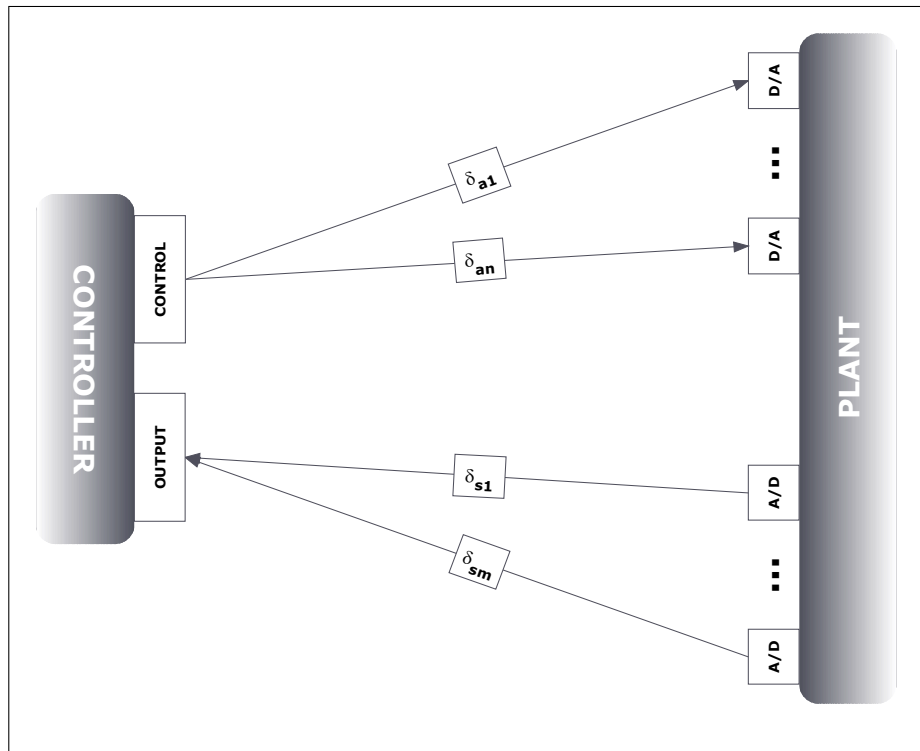 CONTROLLER
CONTROL
OUTPUT
δa1
δan
δs1
δsm
D/A
...
D/A
A/D
...
A/D
PLANT